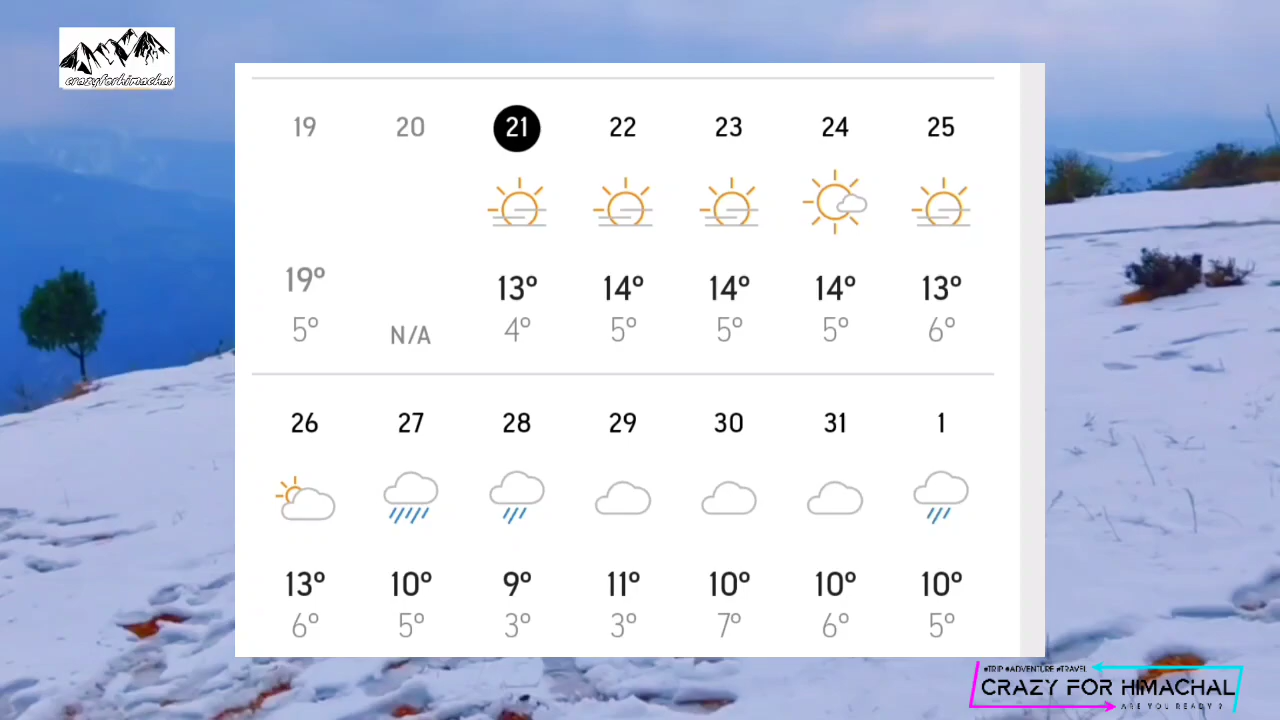 crazyforhimachal
19 20 21 22 23 24 25
19° 13° 14° 14° 14° 13°
5° N/A 4° 5° 5° 5° 6°
26 27 28 29 30 31 1
13° 10° 9° 11° 10° 10° 10°
6° 5° 3° 3° 7° 6° 5°
#TRIP #ADVENTURE #TRAVEL
CRAZY FOR HIMACHAL
ARE YOU READY ?